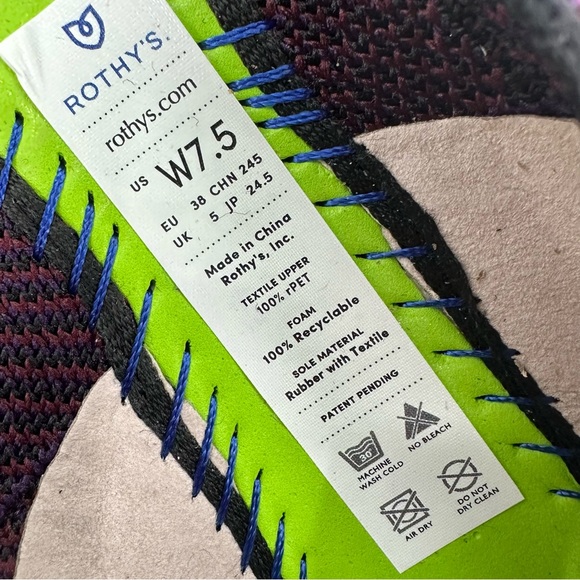 ROTHY'S.
rothys.com
US W7.5
EU 38 CHN 245
UK 5 JP 24.5
Made in China
Rothy's, Inc.
TEXTILE UPPER
100% rPET
FOAM
100% Recyclable
SOLE MATERIAL
Rubber with Textile
PATENT PENDING
30°
MACHINE
WASH COLD
NO BLEACH
AIR DRY
DO NOT
DRY CLEAN